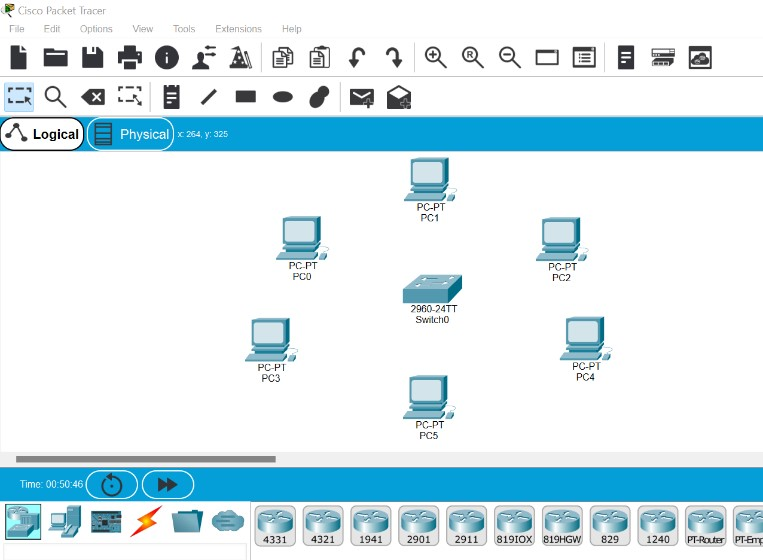 Cisco Packet Tracer
File Edit Options View Tools Extensions Help
Logical Physical x: 264, y: 325
PC-PT
PC1
PC-PT
PC0
PC-PT
PC2
2960-24TT
Switch0
PC-PT
PC3
PC-PT
PC4
PC-PT
PC5
Time: 00:50:46
4331 4321 1941 2901 2911 819IOX 819HGW 829 1240 PT-Router PT-Emp